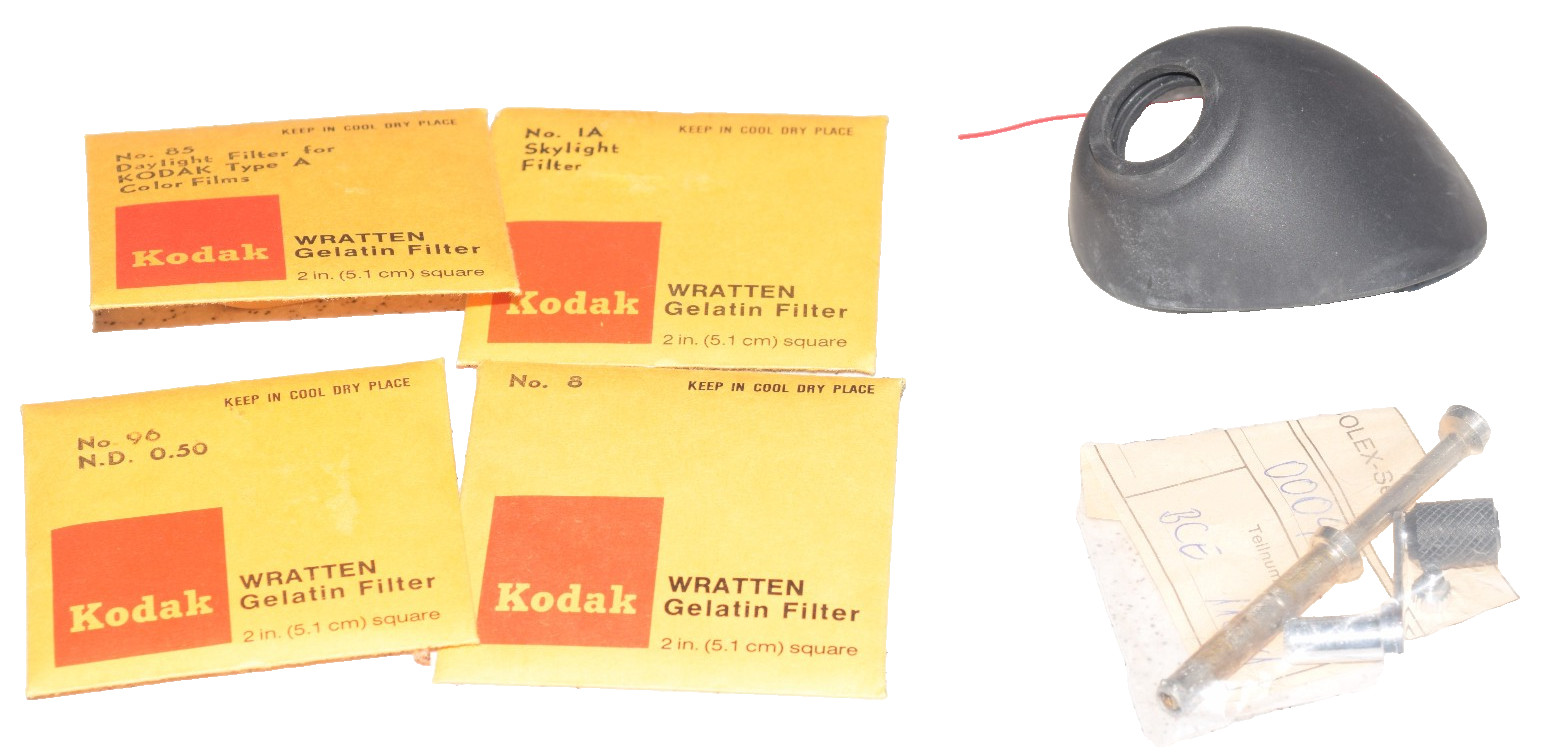 KEEP IN COOL DRY PLACE
No. 85
Daylight Filter for
KODAK Type A
Color Films
Kodak
WRATTEN
Gelatin Filter
2 in. (5.1 cm) square
No. 1A
Skylight
Filter
KEEP IN COOL DRY PLACE
Kodak
WRATTEN
Gelatin Filter
2 in. (5.1 cm) square
KEEP IN COOL DRY PLACE
No. 96
N.D. 0.50
Kodak
WRATTEN
Gelatin Filter
2 in. (5.1 cm) square
No. 8
KEEP IN COOL DRY PLACE
Kodak
WRATTEN
Gelatin Filter
2 in. (5.1 cm) square
OLEX-Se
000
Teilnum